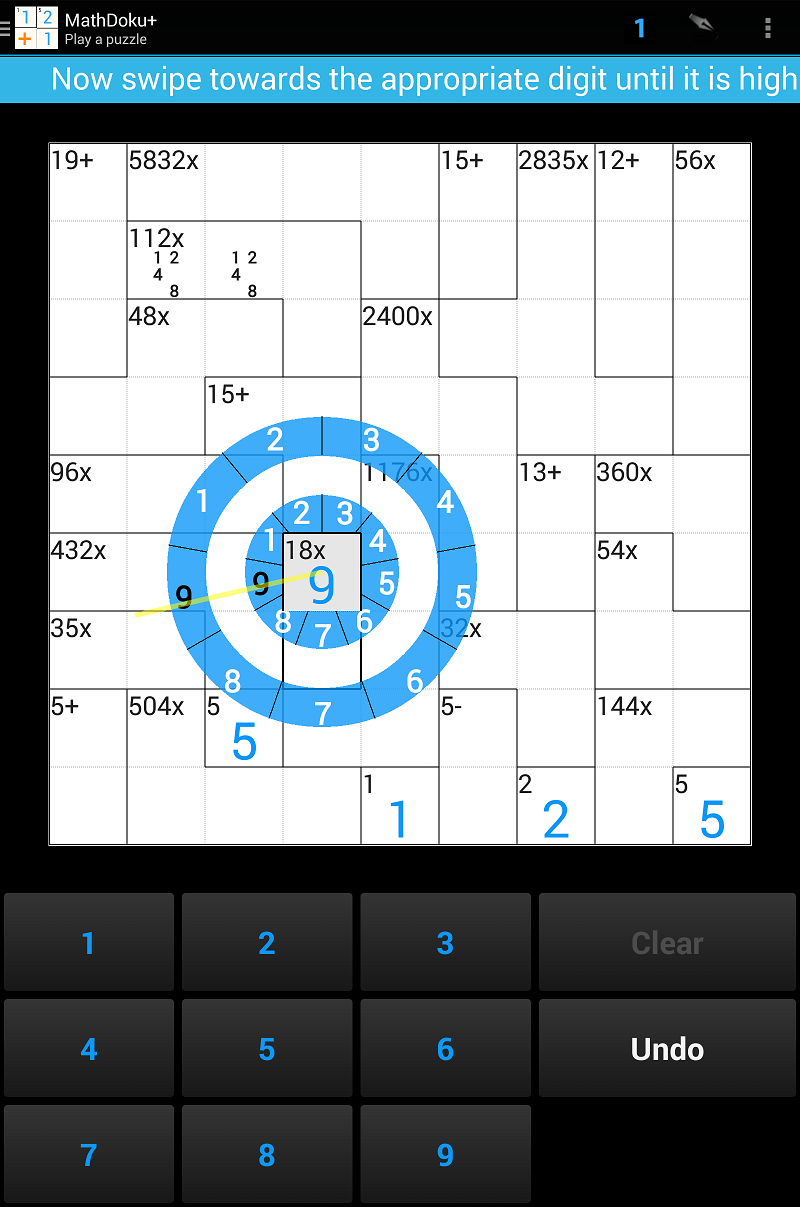 1 5 2
+ 1
MathDoku+
Play a puzzle
1
Now swipe towards the appropriate digit until it is high
19+ 5832x 15+ 2835x 12+ 56x
112x
1 2 1 2
4 4
8 8
48x 2400x
15+
2 3
96x 1176x 13+ 360x
1 4
2 3
432x 1 18x 4 54x
9 9 9 5 5
35x 8 7 6 32x
8 6
5+ 504x 5 7 5- 144x
5
1 2 5
1 2 5
1 2 3 Clear
4 5 6 Undo
7 8 9